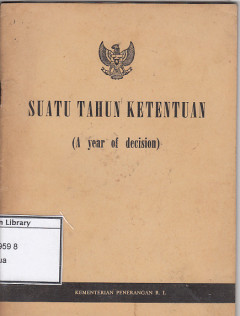 SUATU TAHUN KETENTUAN
(A year of decision)
Library
959 8
KEMENTERIAN PENERANGAN R. I.